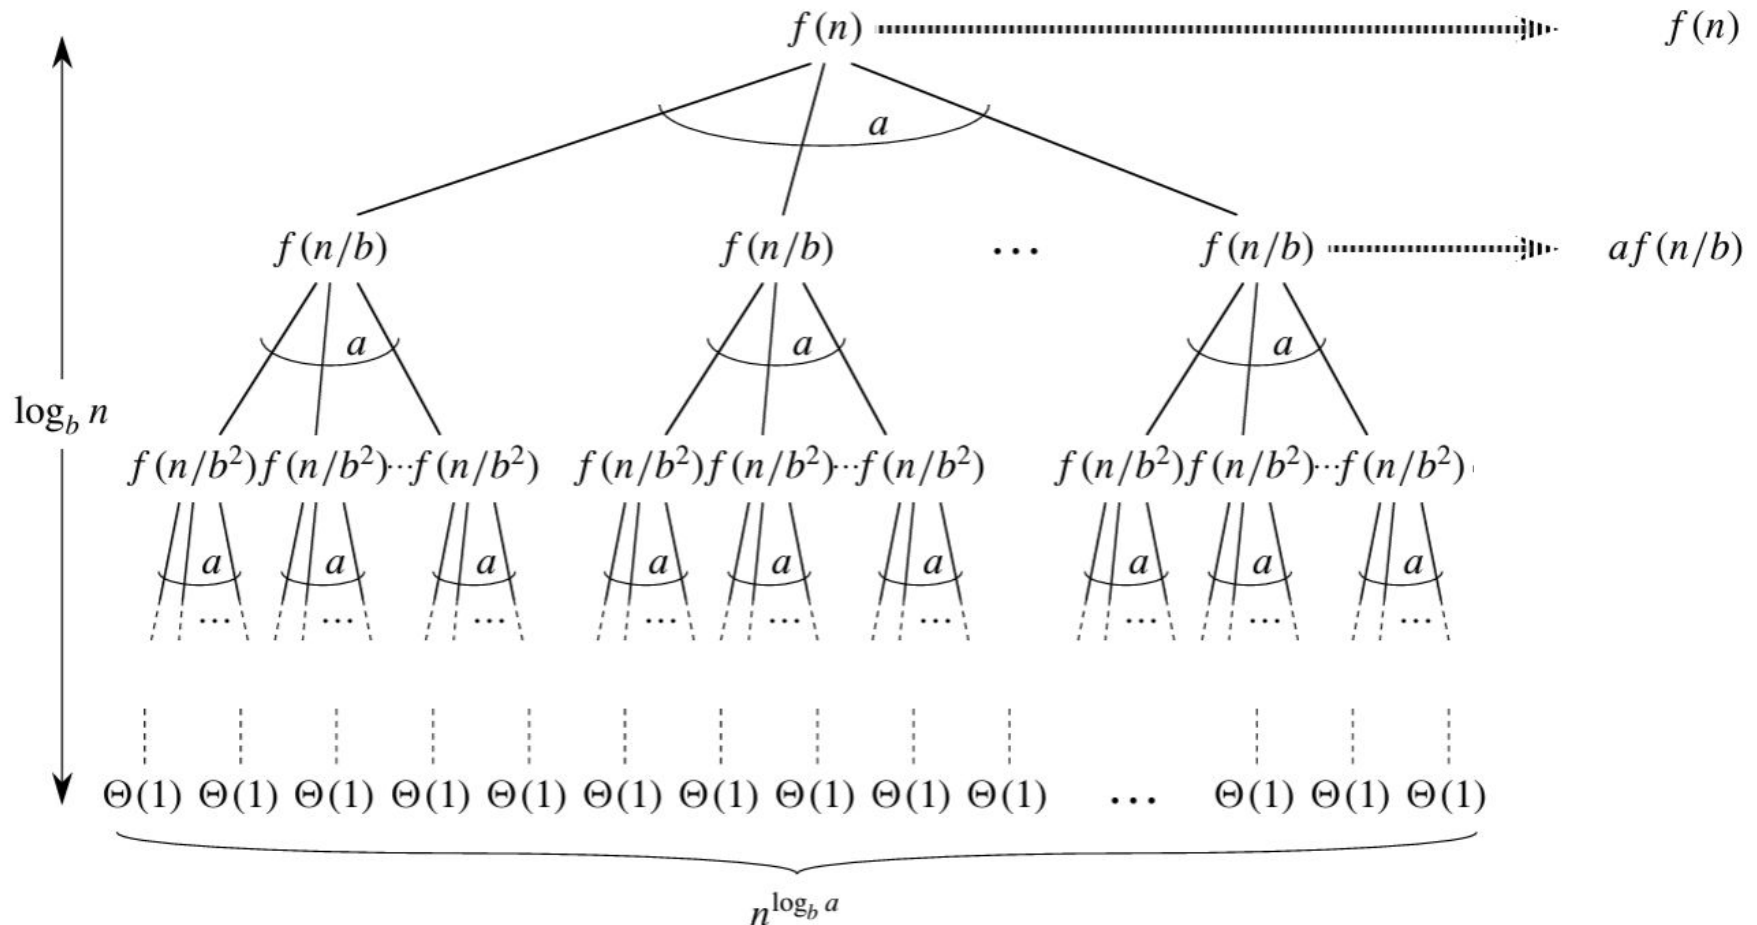 f(n) f(n)
a
f(n/b) f(n/b) ... f(n/b) af(n/b)
a a a
log_b n
f(n/b²) f(n/b²) ... f(n/b²) f(n/b²) f(n/b²) ... f(n/b²) f(n/b²) f(n/b²) ... f(n/b²)
a a a a a a a a a
... ... ... ... ... ... ... ... ...
Θ(1) Θ(1) Θ(1) Θ(1) Θ(1) Θ(1) Θ(1) Θ(1) Θ(1) Θ(1) ... Θ(1) Θ(1) Θ(1)
n^{log_b a}